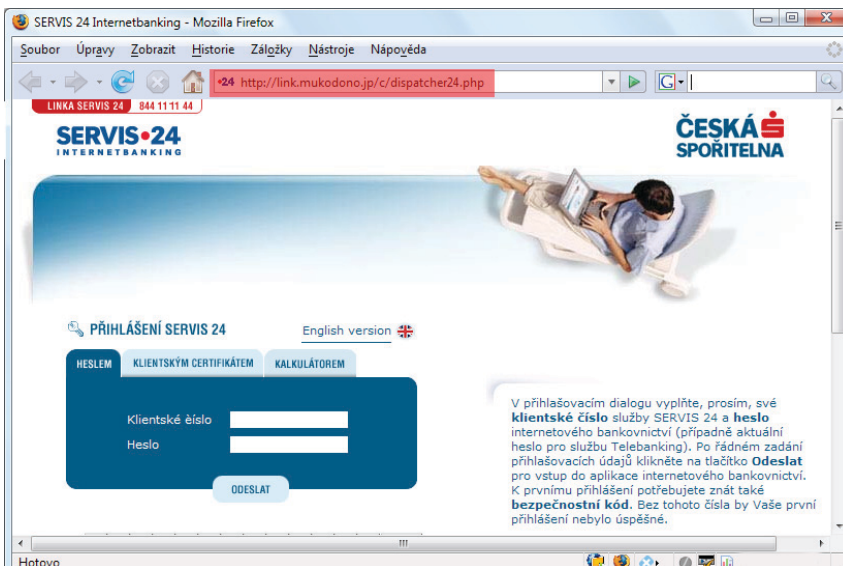 SERVIS 24 Internetbanking - Mozilla Firefox
Soubor Úpravy Zobrazit Historie Záložky Nástroje Nápověda
•24 http://link.mukodono.jp/c/dispatcher24.php
G
LINKA SERVIS 24 844 11 11 44
SERVIS•24
INTERNETBANKING
ČESKÁ
SPOŘITELNA
PŘIHLÁŠENÍ SERVIS 24 English version
HESLEM KLIENTSKÝM CERTIFIKÁTEM KALKULÁTOREM
Klientské èíslo
Heslo
ODESLAT
V přihlašovacím dialogu vyplňte, prosím, své
klientské číslo služby SERVIS 24 a heslo
internetového bankovnictví (případně aktuální
heslo pro službu Telebanking). Po řádném zadání
přihlašovacích údajů klikněte na tlačítko Odeslat
pro vstup do aplikace internetového bankovnictví.
K prvnímu přihlášení potřebujete znát také
bezpečnostní kód. Bez tohoto čísla by Vaše první
přihlášení nebylo úspěšné.
Hotovo